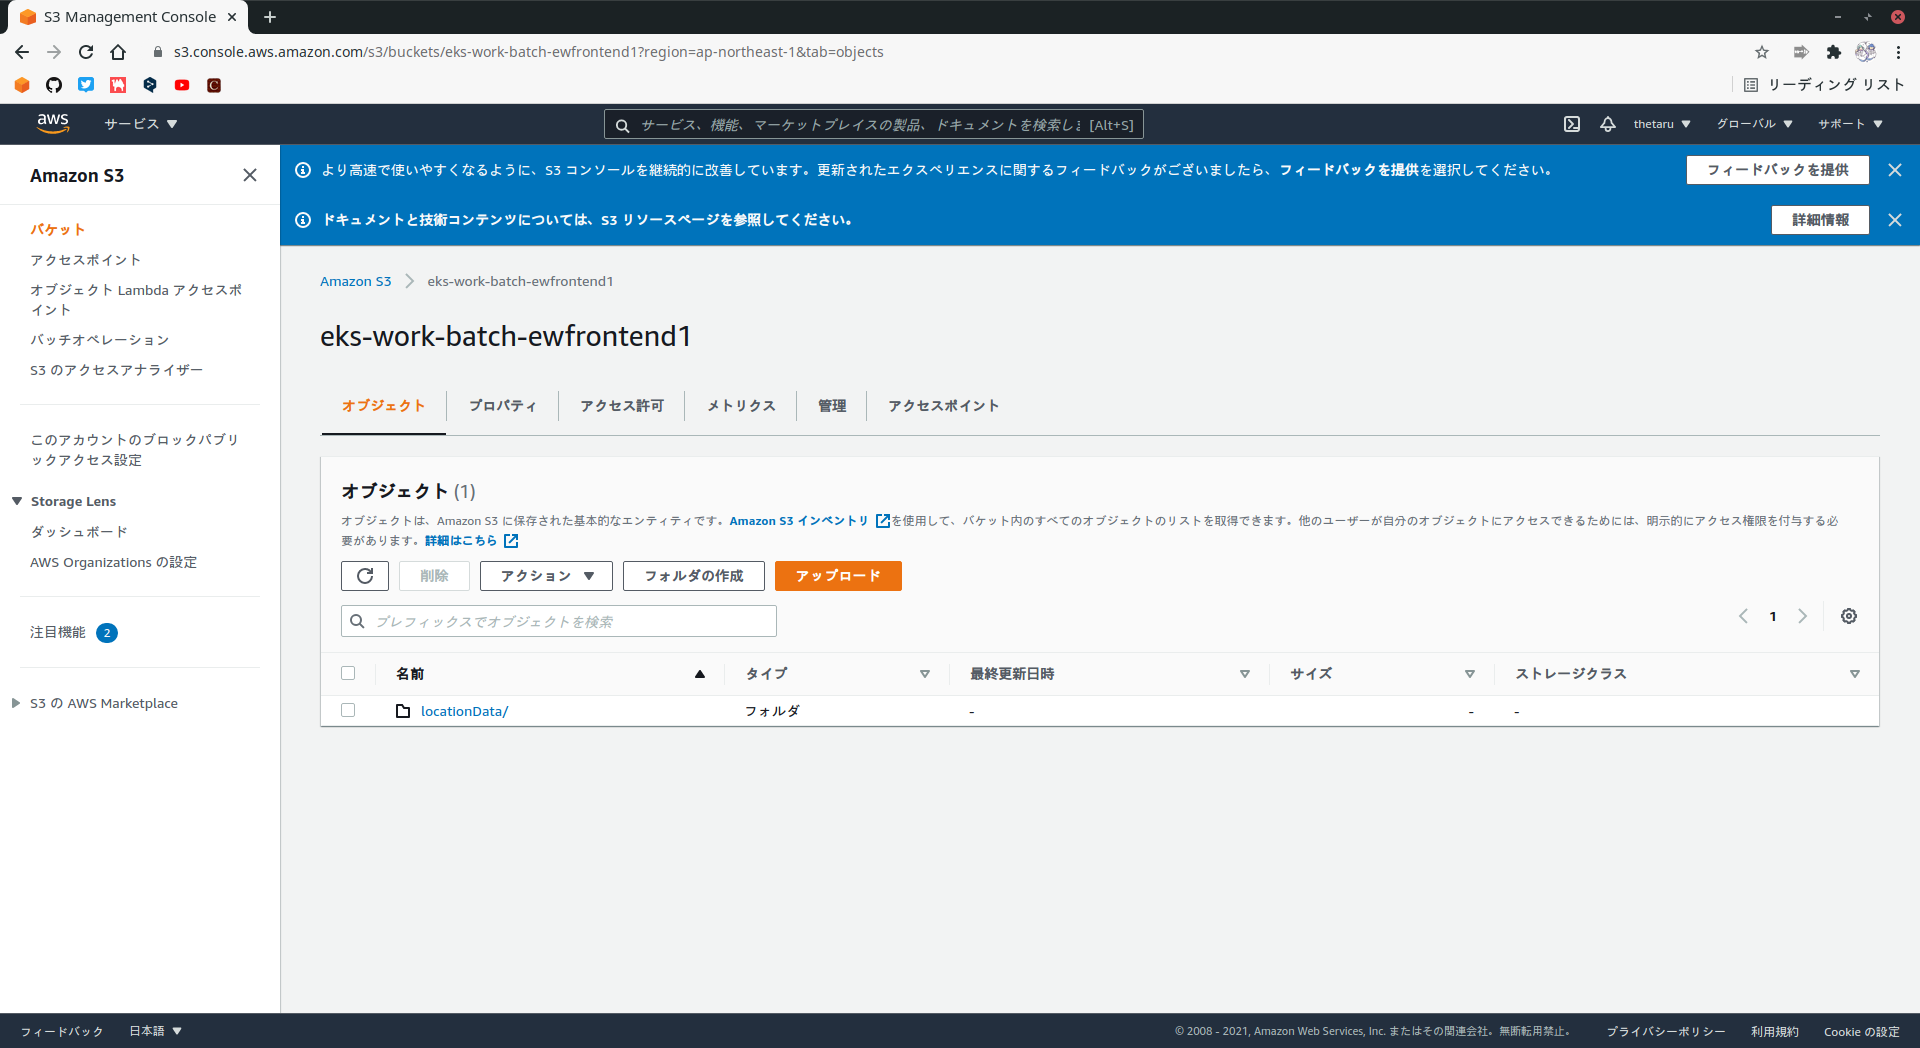 S3 Management Console
s3.console.aws.amazon.com/s3/buckets/eks-work-batch-ewfrontend1?region=ap-northeast-1&tab=objects
リーディング リスト
aws
サービス
サービス、機能、マーケットプレイスの製品、ドキュメントを検索しま [Alt+S]
thetaru
グローバル
サポート
Amazon S3
バケット
アクセスポイント
オブジェクト Lambda アクセスポ
イント
バッチオペレーション
S3 のアクセスアナライザー
このアカウントのブロックパブリ
ックアクセス設定
Storage Lens
ダッシュボード
AWS Organizations の設定
注目機能 2
S3 の AWS Marketplace
より高速で使いやすくなるように、S3 コンソールを継続的に改善しています。更新されたエクスペリエンスに関するフィードバックがございましたら、フィードバックを提供を選択してください。
フィードバックを提供
ドキュメントと技術コンテンツについては、S3 リソースページを参照してください。
詳細情報
Amazon S3
eks-work-batch-ewfrontend1
eks-work-batch-ewfrontend1
オブジェクト
プロパティ
アクセス許可
メトリクス
管理
アクセスポイント
オブジェクト (1)
オブジェクトは、Amazon S3 に保存された基本的なエンティティです。Amazon S3 インベントリ を使用して、バケット内のすべてのオブジェクトのリストを取得できます。他のユーザーが自分のオブジェクトにアクセスできるためには、明示的にアクセス権限を付与する必
要があります。詳細はこちら
削除
アクション
フォルダの作成
アップロード
プレフィックスでオブジェクトを検索
1
名前
タイプ
最終更新日時
サイズ
ストレージクラス
locationData/
フォルダ
-
-
-
フィードバック
日本語
© 2008 - 2021, Amazon Web Services, Inc. またはその関連会社。無断転用禁止。
プライバシーポリシー
利用規約
Cookie の設定